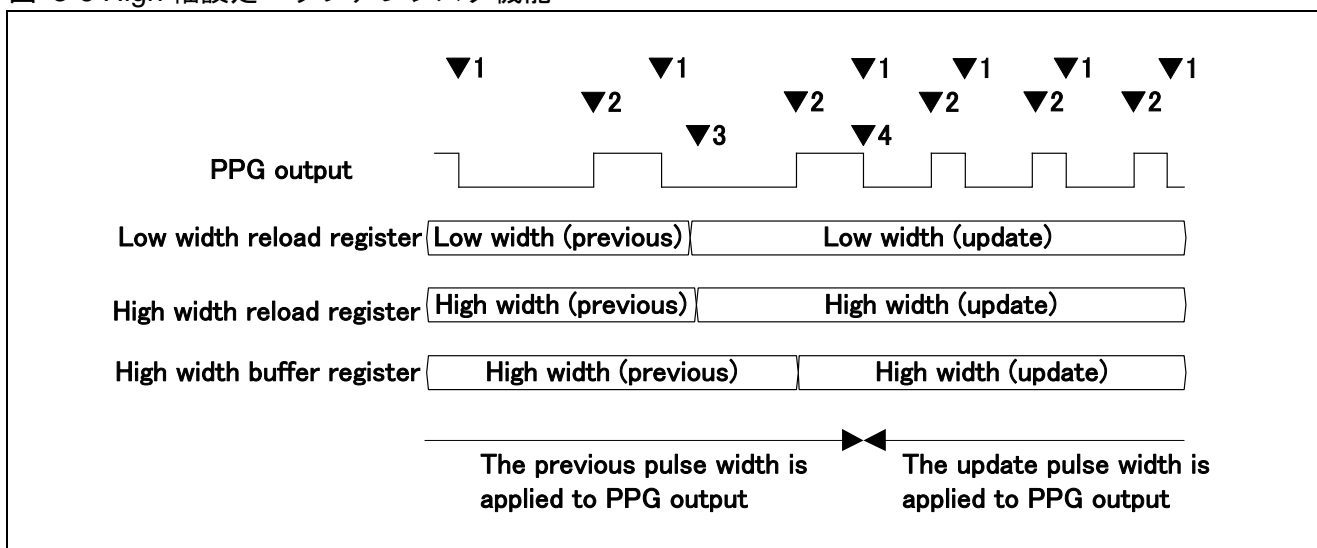 ▼1 ▼1 ▼1 ▼1 ▼1 ▼1
▼2 ▼2 ▼2 ▼2 ▼2
▼3 ▼4
PPG output
Low width reload register Low width (previous) Low width (update)
High width reload register High width (previous) High width (update)
High width buffer register High width (previous) High width (update)
The previous pulse width is
applied to PPG output
The update pulse width is
applied to PPG output